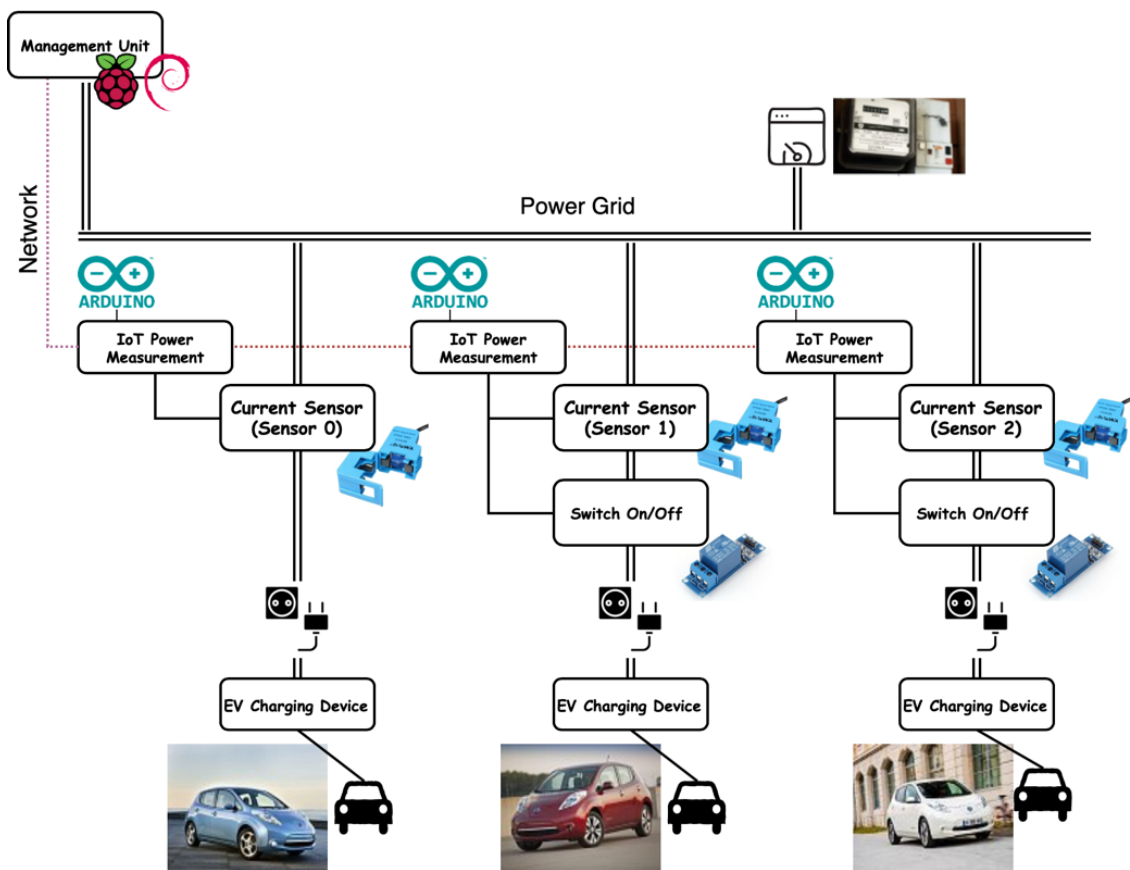 Management Unit
Power Grid
Network
ARDUINO
ARDUINO
ARDUINO
IoT Power
Measurement
IoT Power
Measurement
IoT Power
Measurement
Current Sensor
(Sensor 0)
Current Sensor
(Sensor 1)
Current Sensor
(Sensor 2)
Switch On/Off
Switch On/Off
EV Charging Device
EV Charging Device
EV Charging Device